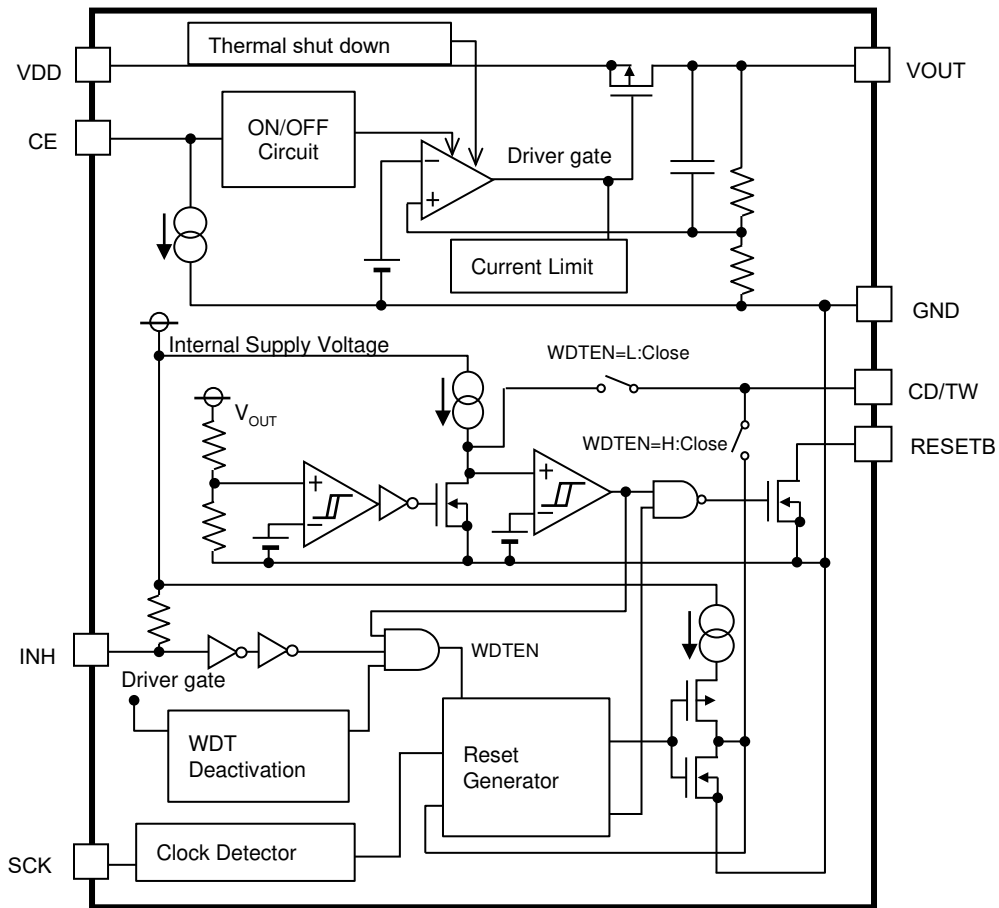 Thermal shut down
VDD
VOUT
CE
ON/OFF
Circuit
Driver gate
−
+
Current Limit
GND
Internal Supply Voltage
WDTEN=L:Close
CD/TW
VOUT
WDTEN=H:Close
RESETB
+
−
+
−
INH
WDTEN
Driver gate
WDT
Deactivation
Reset
Generator
SCK
Clock Detector